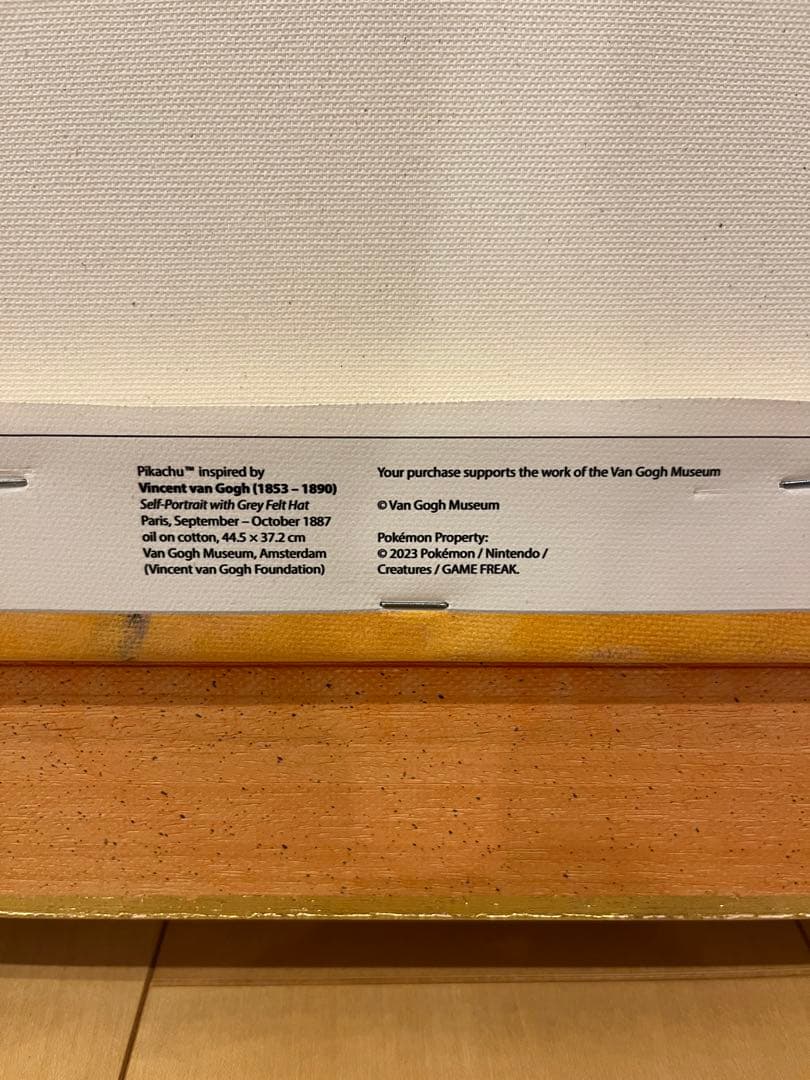 Pikachu™ inspired by
Vincent van Gogh (1853 – 1890)
Self-Portrait with Grey Felt Hat
Paris, September – October 1887
oil on cotton, 44.5 × 37.2 cm
Van Gogh Museum, Amsterdam
(Vincent van Gogh Foundation)
Your purchase supports the work of the Van Gogh Museum
© Van Gogh Museum
Pokémon Property:
© 2023 Pokémon / Nintendo /
Creatures / GAME FREAK.